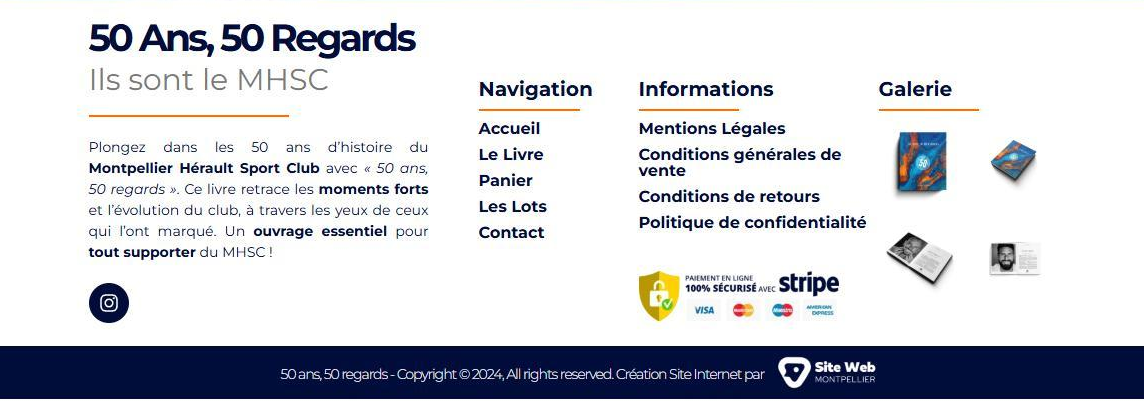 50 Ans, 50 Regards
Ils sont le MHSC
Plongez dans les 50 ans d'histoire du
Montpellier Hérault Sport Club avec « 50 ans,
50 regards ». Ce livre retrace les moments forts
et l'évolution du club, à travers les yeux de ceux
qui l'ont marqué. Un ouvrage essentiel pour
tout supporter du MHSC !
Navigation
Accueil
Le Livre
Panier
Les Lots
Contact
Informations
Mentions Légales
Conditions générales de
vente
Conditions de retours
Politique de confidentialité
PAIEMENT EN LIGNE
100% SÉCURISÉ AVEC stripe
VISA MasterCard Maestro AMERICAN EXPRESS
Galerie
50
50 ans, 50 regards - Copyright © 2024, All rights reserved. Création Site Internet par
Site Web
MONTPELLIER